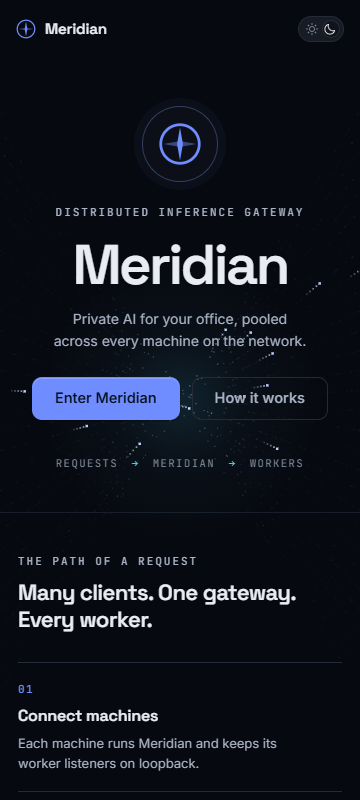 Meridian
DISTRIBUTED INFERENCE GATEWAY
Meridian
Private AI for your office, pooled
across every machine on the network.
Enter Meridian
How it works
REQUESTS → MERIDIAN → WORKERS
THE PATH OF A REQUEST
Many clients. One gateway.
Every worker.
01
Connect machines
Each machine runs Meridian and keeps its
worker listeners on loopback.